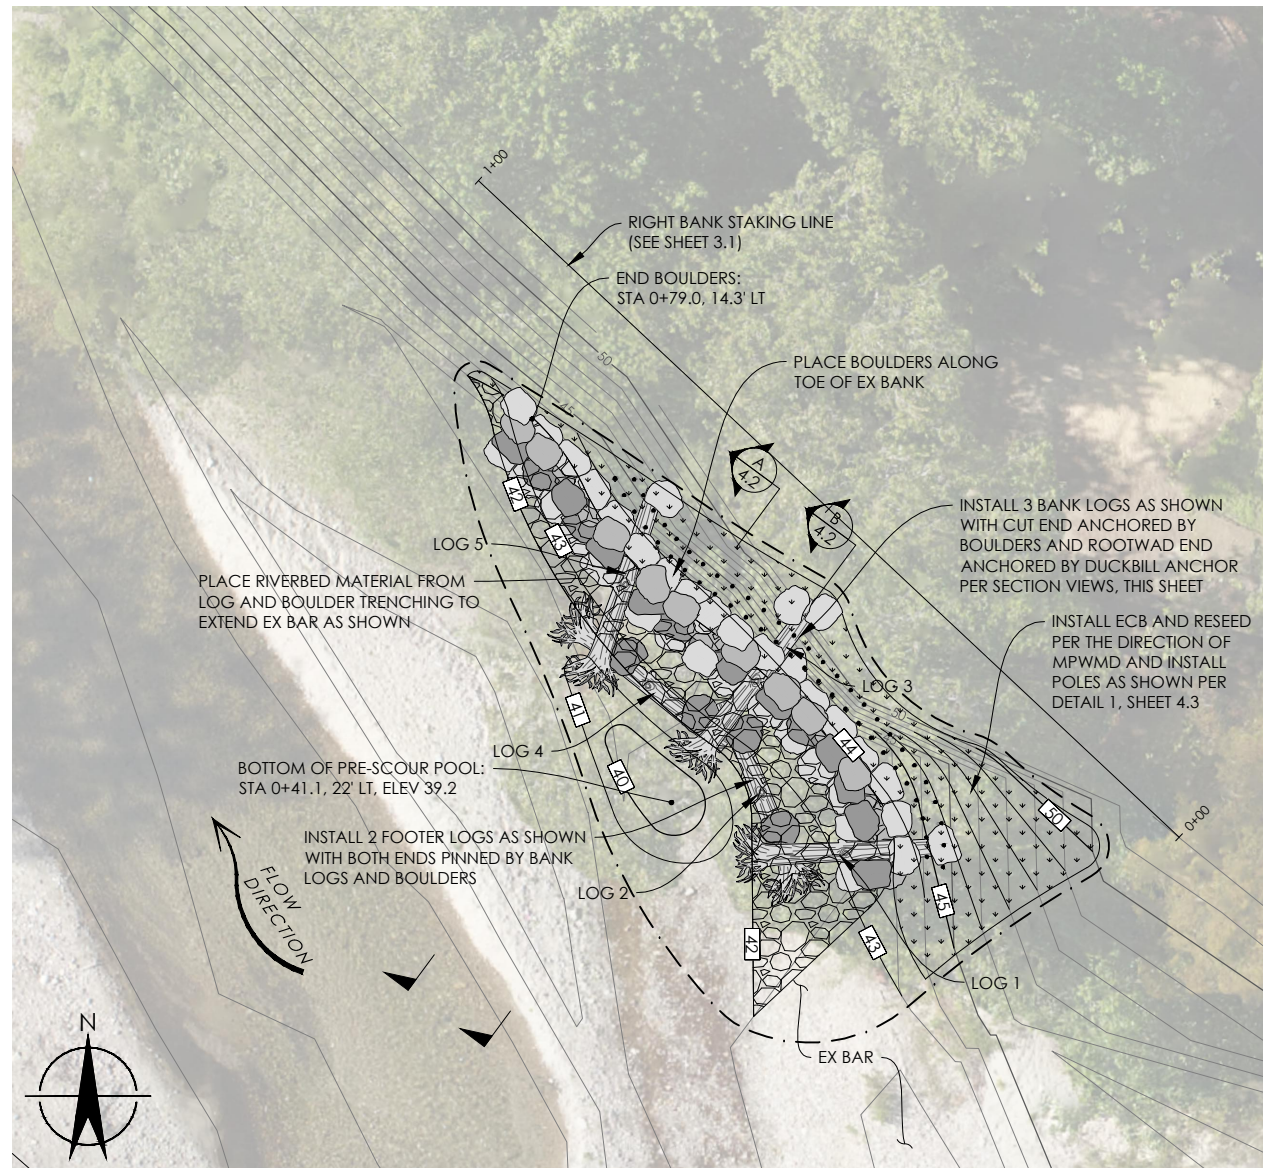 1+00
RIGHT BANK STAKING LINE
(SEE SHEET 3.1)
END BOULDERS:
STA 0+79.0, 14.3' LT
50
PLACE BOULDERS ALONG
TOE OF EX BANK
45
A
4.2
B
4.2
42
43
INSTALL 3 BANK LOGS AS SHOWN
WITH CUT END ANCHORED BY
BOULDERS AND ROOTWAD END
ANCHORED BY DUCKBILL ANCHOR
PER SECTION VIEWS, THIS SHEET
LOG 5
PLACE RIVERBED MATERIAL FROM
LOG AND BOULDER TRENCHING TO
EXTEND EX BAR AS SHOWN
INSTALL ECB AND RESEED
PER THE DIRECTION OF
MPWMD AND INSTALL
POLES AS SHOWN PER
DETAIL 1, SHEET 4.3
LOG 3
41
50
44
LOG 4
40
BOTTOM OF PRE-SCOUR POOL:
STA 0+41.1, 22' LT, ELEV 39.2
50
0+00
INSTALL 2 FOOTER LOGS AS SHOWN
WITH BOTH ENDS PINNED BY BANK
LOGS AND BOULDERS
LOG 2
FLOW
DIRECTION
45
42
43
LOG 1
N
EX BAR